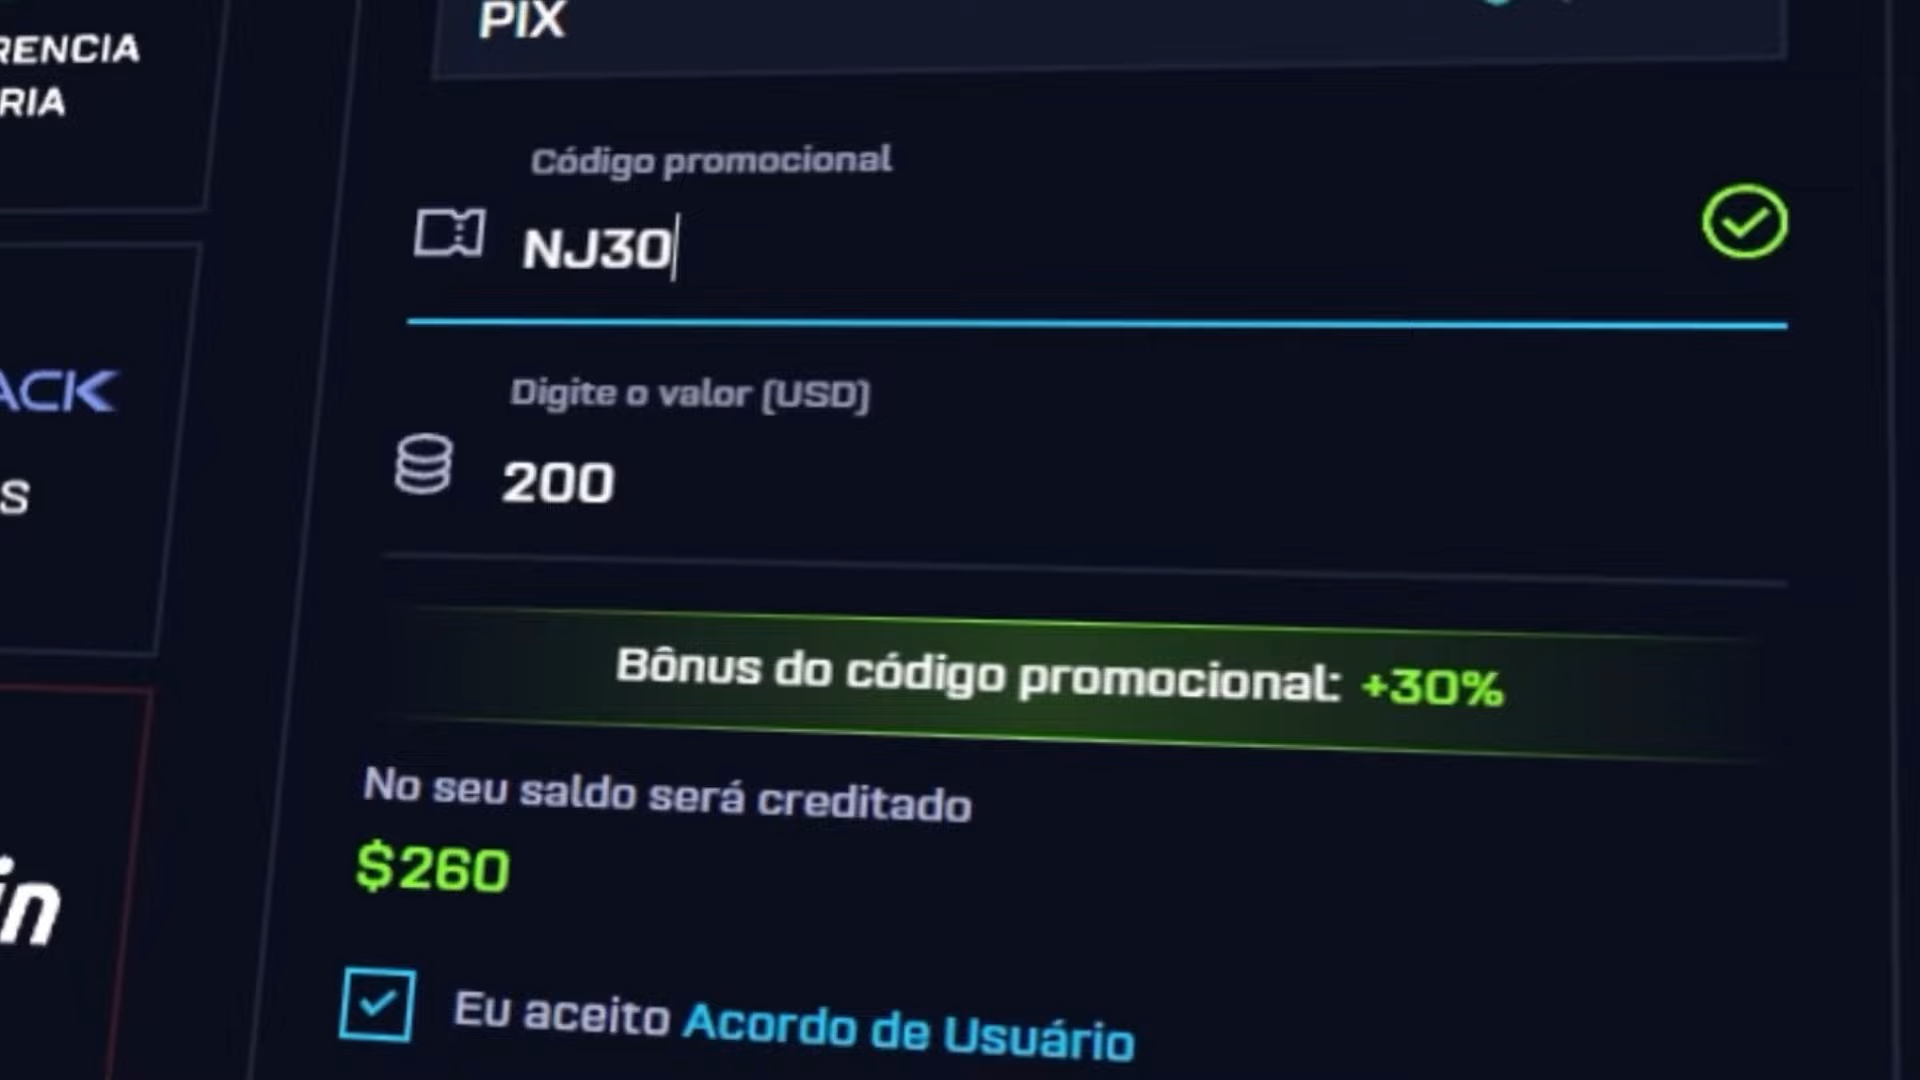 PIX
RENCIA
RIA
Código promocional
NJ30
ACK
Digite o valor (USD)
S
200
Bônus do código promocional: +30%
No seu saldo será creditado
$260
in
Eu aceito Acordo de Usuário